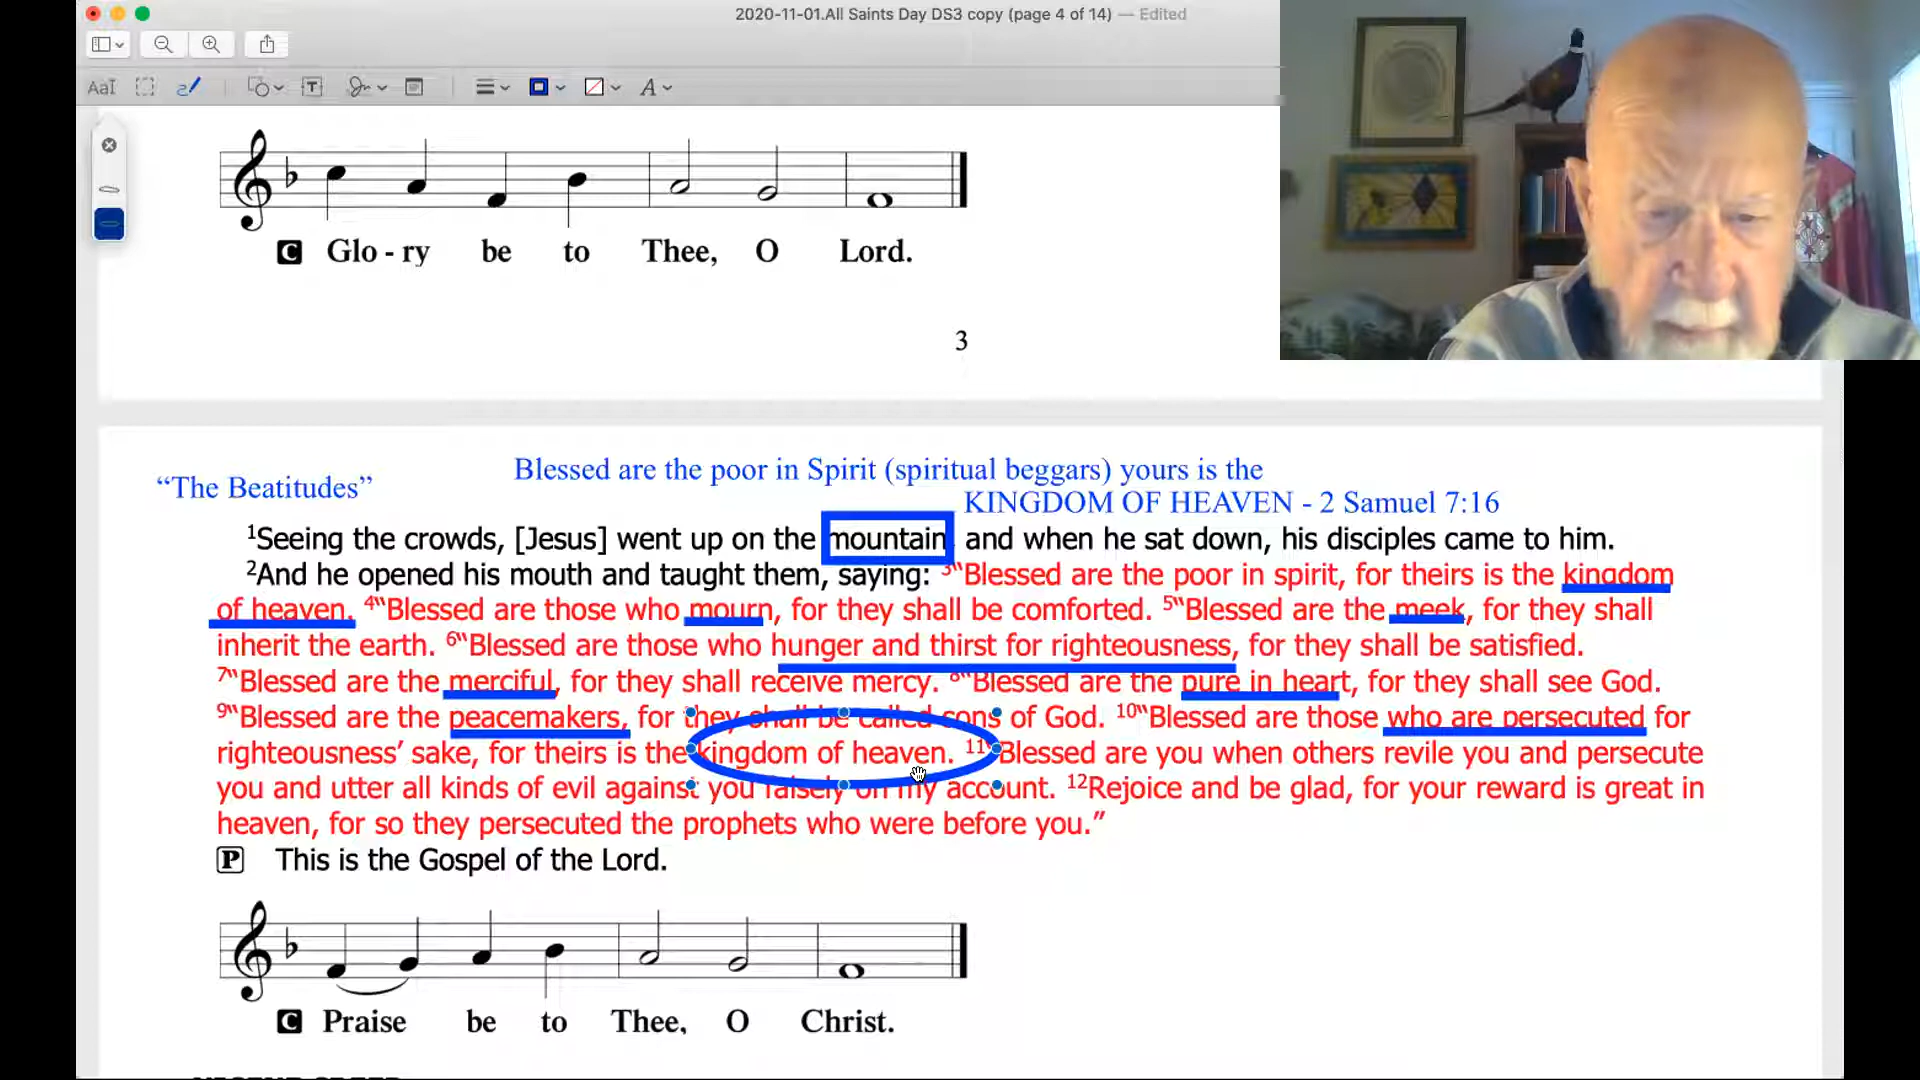 2020-11-01.All Saints Day DS3 copy (page 4 of 14) — Edited
AaI
T
A
C Glo - ry be to Thee, O Lord.
3
“The Beatitudes”
Blessed are the poor in Spirit (spiritual beggars) yours is the
KINGDOM OF HEAVEN - 2 Samuel 7:16
1Seeing the crowds, [Jesus] went up on the mountain, and when he sat down, his disciples came to him.
2And he opened his mouth and taught them, saying: 3“Blessed are the poor in spirit, for theirs is the kingdom
of heaven. 4“Blessed are those who mourn, for they shall be comforted. 5“Blessed are the meek, for they shall
inherit the earth. 6“Blessed are those who hunger and thirst for righteousness, for they shall be satisfied.
7“Blessed are the merciful, for they shall receive mercy. 8“Blessed are the pure in heart, for they shall see God.
9“Blessed are the peacemakers, for they shall be called sons of God. 10“Blessed are those who are persecuted for
righteousness’ sake, for theirs is the kingdom of heaven. 11“Blessed are you when others revile you and persecute
you and utter all kinds of evil against you falsely on my account. 12Rejoice and be glad, for your reward is great in
heaven, for so they persecuted the prophets who were before you.”
P This is the Gospel of the Lord.
C Praise be to Thee, O Christ.